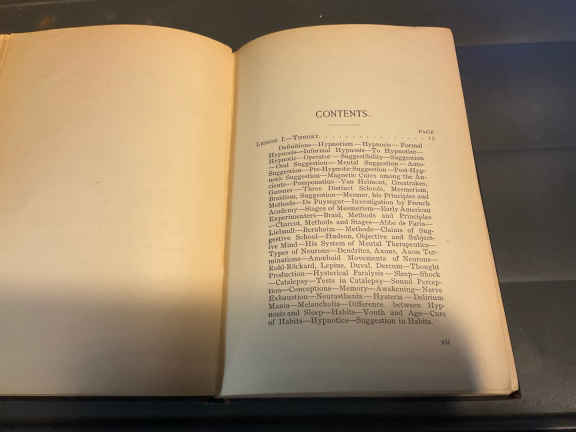 CONTENTS.
PAGE
LESSON I.—THEORY
Definitions—Hypnotism—Hypnosis—Formal
Hypnosis—Informal Hypnosis—To Hypnotize—
Hypnotic—Operator—Suggestibility—Suggestion
—Oral Suggestion—Mental Suggestion—Auto-
Suggestion—Pre-Hypnotic Suggestion—Post-Hyp-
notic Suggestion—Magnetic Cures among the An-
cients—Pomponatius—Van Helmont, Greatrakes,
Gassner—Three Distinct Schools, Mesmerism,
Braidism, Suggestion—Mesmer, his Principles and
Methods—De Puysegur—Investigation by French
Academy—Stages of Mesmerism—Early American
Experimenters—Braid, Methods and Principles
—Charcot, Methods and Stages—Abbe de Faria—
Liebault—Bernheim—Methods—Claims of Sug-
gestive School—Hudson, Objective and Subject-
ive Mind—His System of Mental Therapeutics—
Types of Neurons—Dendrites, Axons, Axon Ter-
minations—Ameboid Movements of Neurons—
Rabl-Rückard, Lepine, Duval, Dercum—Thought
Production—Hysterical Paralysis—Sleep—Shock
—Catalepsy—Tests in Catalepsy—Sound Percep-
tion—Conceptions—Memory—Awakening—Nerve
Exhaustion—Neurasthenia—Hysteria—Delirium
Mania—Melancholia—Difference between Hyp-
nosis and Sleep—Habits—Youth and Age—Cure
of Habits—Hypnotics—Suggestion in Habits.
vii